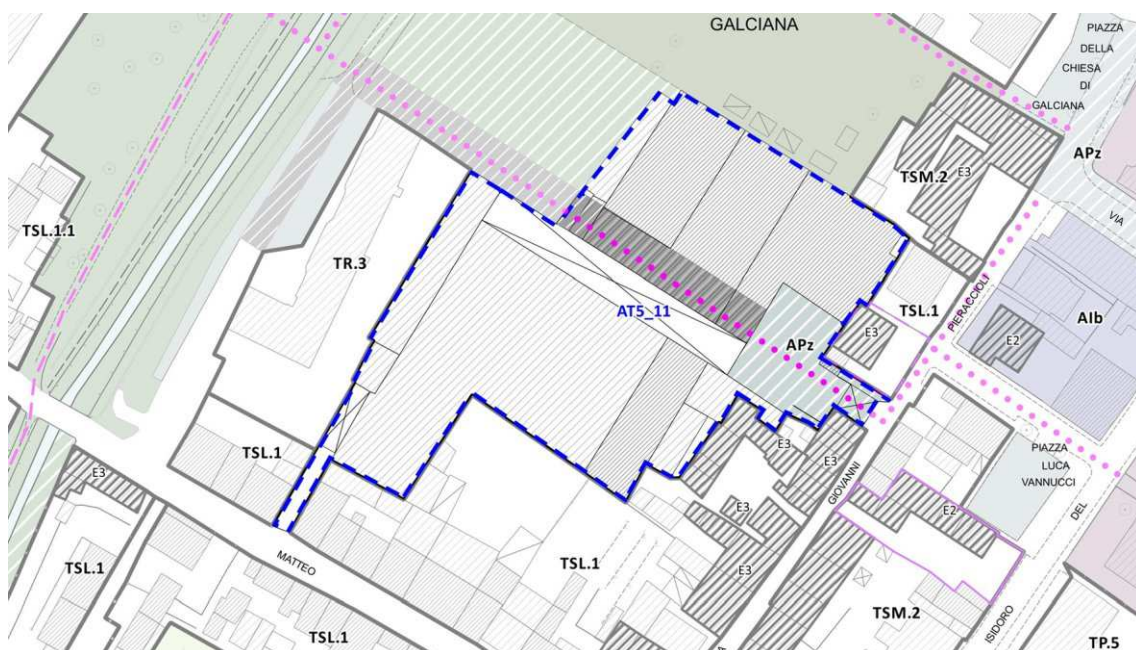 GALCIANA
PIAZZA
DELLA
CHIESA
DI
GALCIANA
APz
TSM.2
E3
VIA
TSL.1.1
TR.3
TSL.1
PIERACCIOLI
AIb
AT5_11
E3
E2
APz
TSL.1
E3
E3
E3
PIAZZA
LUCA
VANNUCCI
GIOVANNI
E2
DEL
E3
MATTEO
TSL.1
TSL.1
E3
TSM.2
TSL.1
ISIDORO
TP.5